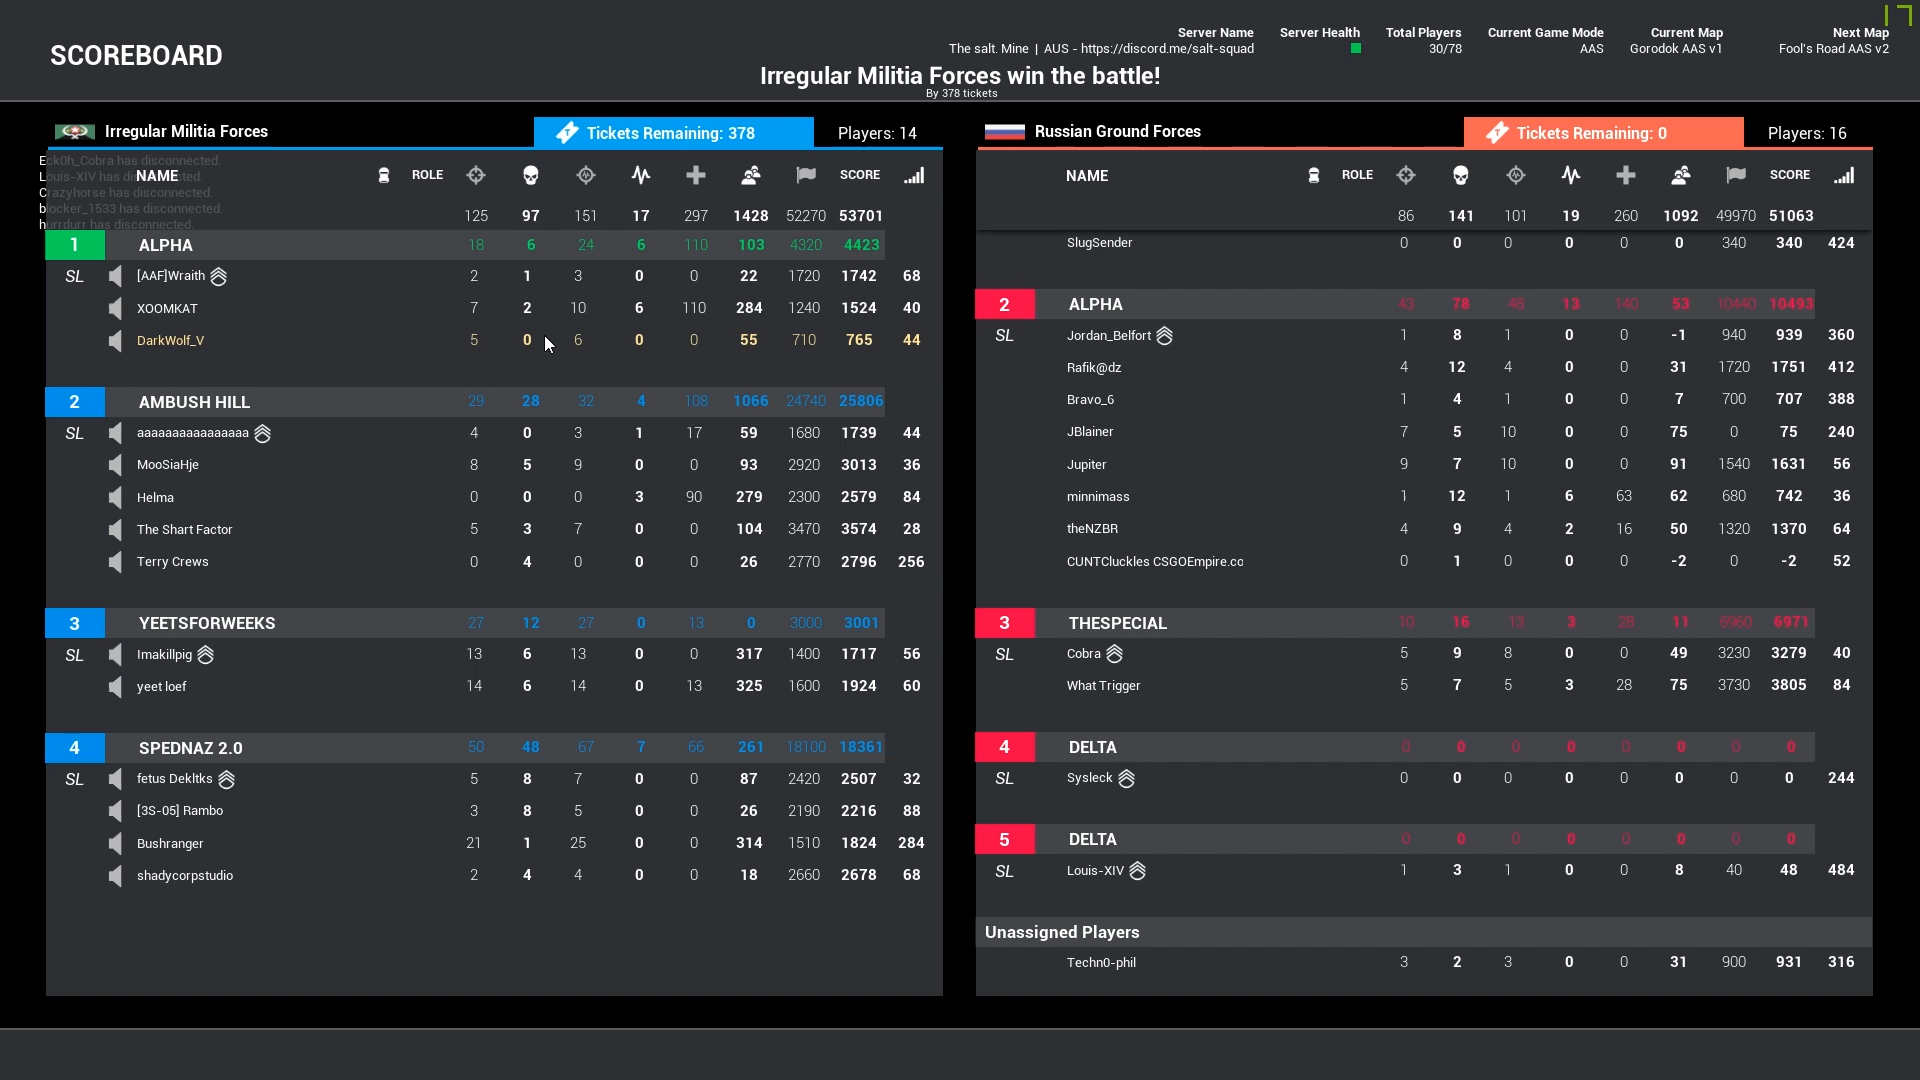 17
SCOREBOARD
Server Name Server Health Total Players Current Game Mode Current Map Next Map
The salt. Mine | AUS - https://discord.me/salt-squad 30/78 AAS Gorodok AAS v1 Fool's Road AAS v2
Irregular Militia Forces win the battle!
By 378 tickets
Irregular Militia Forces Tickets Remaining: 378 Players: 14
Eck0h_Cobra has disconnected.
Louis-XIV has disconnected.
Crazyhorse has disconnected.
blocker_1533 has disconnected.
hurrdurr has disconnected.
NAME ROLE SCORE
125 97 151 17 297 1428 52270 53701
1 ALPHA 18 6 24 6 110 103 4320 4423
SL [AAF]Wraith 2 1 3 0 0 22 1720 1742 68
XOOMKAT 7 2 10 6 110 284 1240 1524 40
DarkWolf_V 5 0 6 0 0 55 710 765 44
2 AMBUSH HILL 29 28 32 4 108 1066 24740 25806
SL aaaaaaaaaaaaaaaa 4 0 3 1 17 59 1680 1739 44
MooSiaHje 8 5 9 0 0 93 2920 3013 36
Helma 0 0 0 3 90 279 2300 2579 84
The Shart Factor 5 3 7 0 0 104 3470 3574 28
Terry Crews 0 4 0 0 0 26 2770 2796 256
3 YEETSFORWEEKS 27 12 27 0 13 0 3000 3001
SL Imakillpig 13 6 13 0 0 317 1400 1717 56
yeet loef 14 6 14 0 13 325 1600 1924 60
4 SPEDNAZ 2.0 50 48 67 7 66 261 18100 18361
SL fetus Dekltks 5 8 7 0 0 87 2420 2507 32
[3S-05] Rambo 3 8 5 0 0 26 2190 2216 88
Bushranger 21 1 25 0 0 314 1510 1824 284
shadycorpstudio 2 4 4 0 0 18 2660 2678 68
Russian Ground Forces Tickets Remaining: 0 Players: 16
NAME ROLE SCORE
86 141 101 19 260 1092 49970 51063
SlugSender 0 0 0 0 0 0 340 340 424
2 ALPHA 43 78 48 13 140 53 10440 10493
SL Jordan_Belfort 1 8 1 0 0 -1 940 939 360
Rafik@dz 4 12 4 0 0 31 1720 1751 412
Bravo_6 1 4 1 0 0 7 700 707 388
JBlainer 7 5 10 0 0 75 0 75 240
Jupiter 9 7 10 0 0 91 1540 1631 56
minnimass 1 12 1 6 63 62 680 742 36
theNZBR 4 9 4 2 16 50 1320 1370 64
CUNTCluckles CSGOEmpire.co 0 1 0 0 0 -2 0 -2 52
3 THESPECIAL 10 16 13 3 28 11 6960 6971
SL Cobra 5 9 8 0 0 49 3230 3279 40
What Trigger 5 7 5 3 28 75 3730 3805 84
4 DELTA 0 0 0 0 0 0 0 0
SL Sysleck 0 0 0 0 0 0 0 0 244
5 DELTA 0 0 0 0 0 0 0 0
SL Louis-XIV 1 3 1 0 0 8 40 48 484
Unassigned Players
Techn0-phil 3 2 3 0 0 31 900 931 316